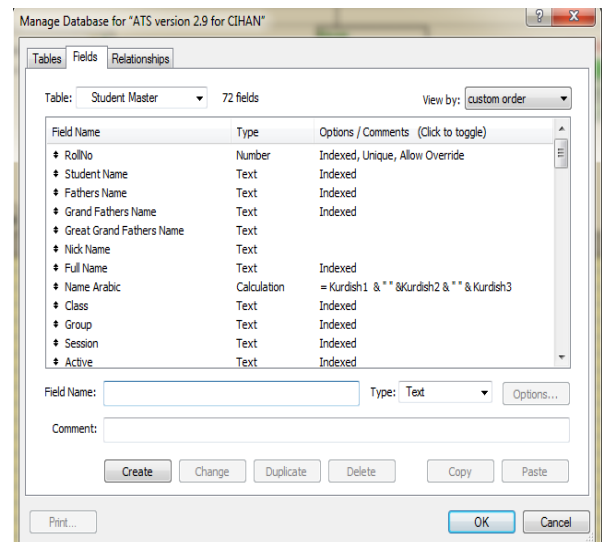 Manage Database for "ATS version 2.9 for CIHAN"
Tables Fields Relationships
Table: Student Master 72 fields View by: custom order
Field Name Type Options / Comments (Click to toggle)
RollNo Number Indexed, Unique, Allow Override
Student Name Text Indexed
Fathers Name Text Indexed
Grand Fathers Name Text Indexed
Great Grand Fathers Name Text
Nick Name Text
Full Name Text Indexed
Name Arabic Calculation = Kurdish1 & " " &Kurdish2 & " " & Kurdish3
Class Text Indexed
Group Text Indexed
Session Text Indexed
Active Text Indexed
Field Name: Type: Text Options...
Comment:
Create Change Duplicate Delete Copy Paste
Print... OK Cancel